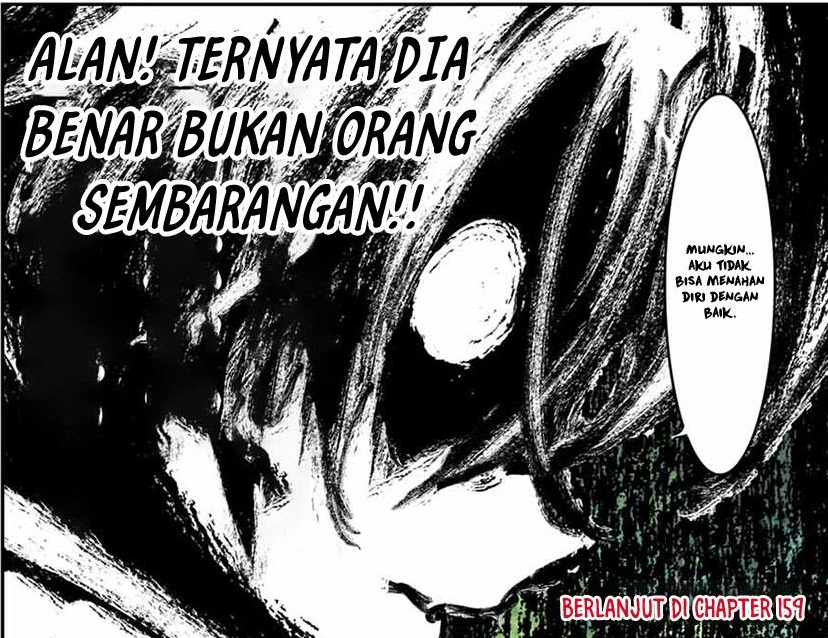 ALAN! TERNYATA DIA
BENAR BUKAN ORANG
SEMBARANGAN!!
MUNGKIN...
AKU TIDAK
BISA MENAHAN
DIRI DENGAN
BAIK.
BERLANJUT DI CHAPTER 159